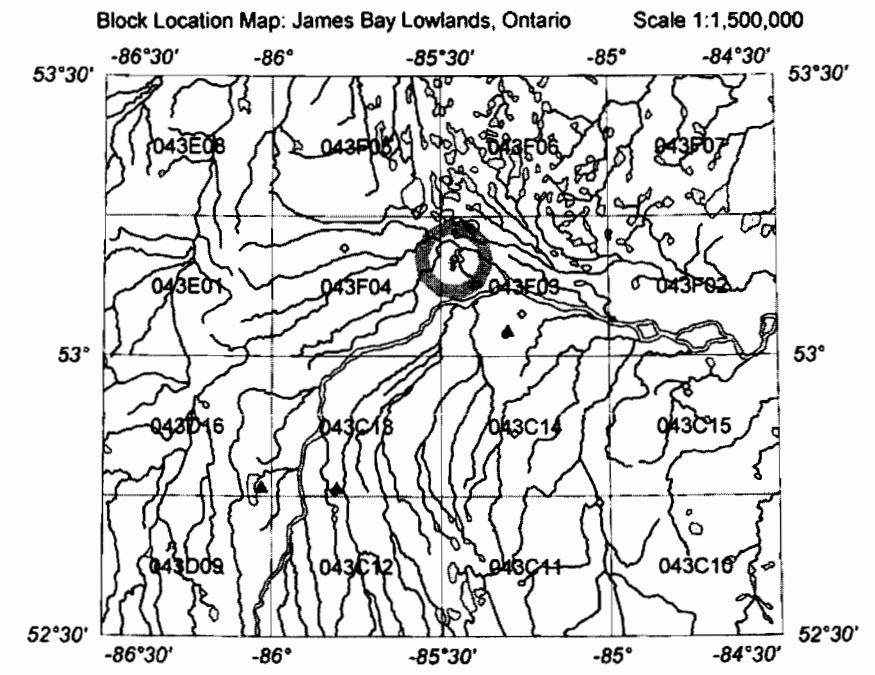 Block Location Map: James Bay Lowlands, Ontario Scale 1:1,500,000
-86°30' -86° -85°30' -85° -84°30'
53°30' 53°30'
043E08 043F05 043F06 043F07
043E01 043F04 043F03 043F02
53° 53°
043D16 043C13 043C14 043C15
043D09 043C12 043C11 043C10
52°30' 52°30'
-86°30' -86° -85°30' -85° -84°30'